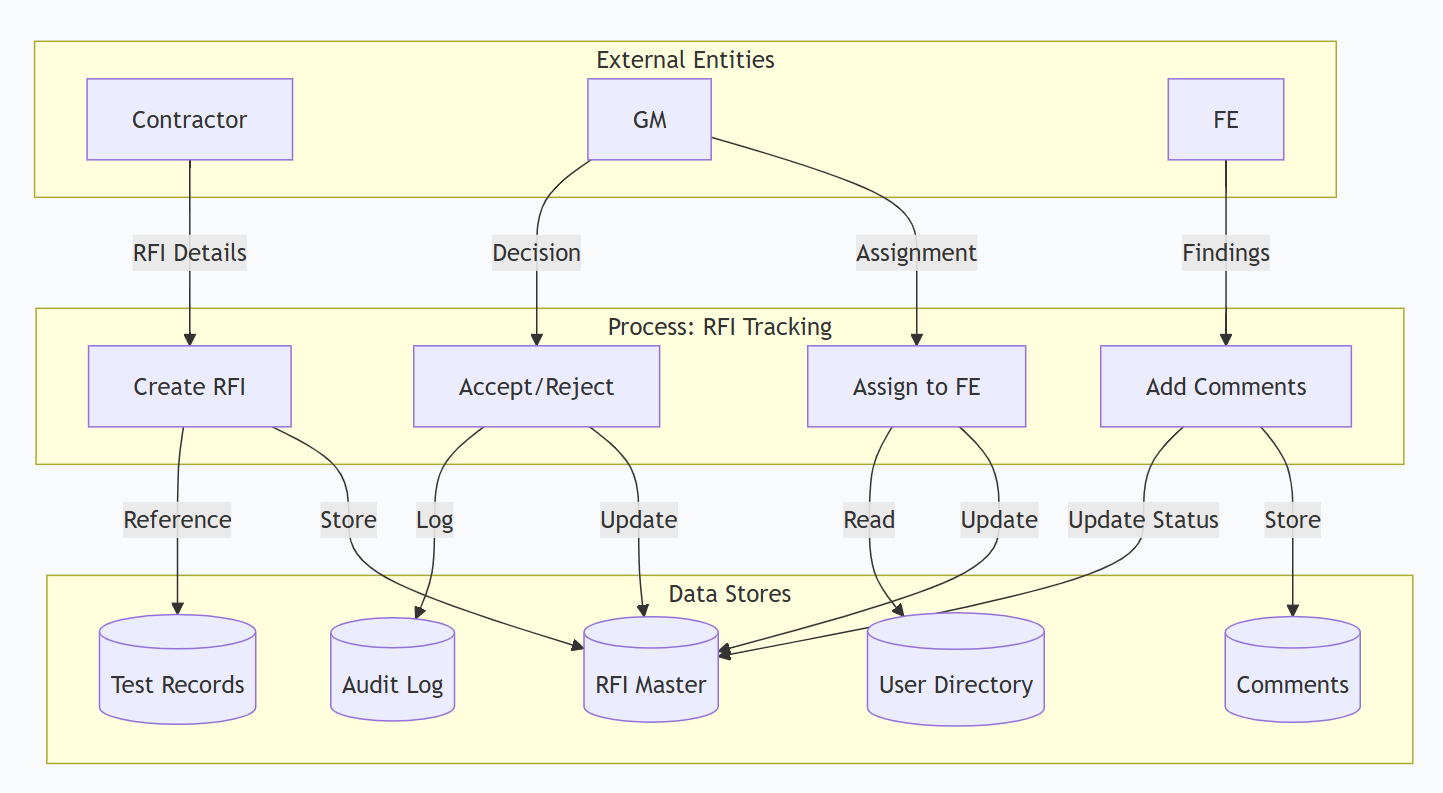 External Entities
Contractor
GM
FE
RFI Details
Decision
Assignment
Findings
Process: RFI Tracking
Create RFI
Accept/Reject
Assign to FE
Add Comments
Reference
Store
Log
Update
Read
Update
Update Status
Store
Data Stores
Test Records
Audit Log
RFI Master
User Directory
Comments